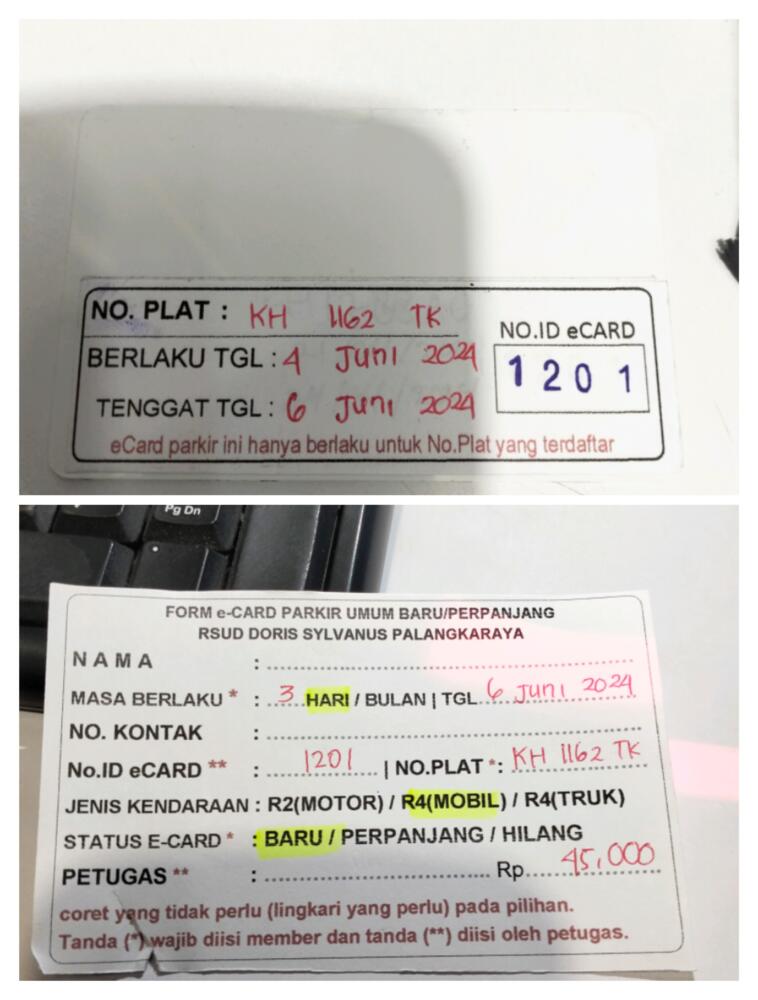 NO. PLAT : KH 1162 TK
BERLAKU TGL : 4 Juni 2024
TENGGAT TGL : 6 Juni 2024
NO.ID eCARD
1201
eCard parkir ini hanya berlaku untuk No.Plat yang terdaftar
Pg Dn
FORM e-CARD PARKIR UMUM BARU/PERPANJANG
RSUD DORIS SYLVANUS PALANGKARAYA
NAMA : ....................
MASA BERLAKU * : 3 HARI / BULAN | TGL 6 Juni 2024
NO. KONTAK : ....................
No.ID eCARD ** : 1201 | NO.PLAT *: KH 1162 TK
JENIS KENDARAAN : R2(MOTOR) / R4(MOBIL) / R4(TRUK)
STATUS E-CARD * : BARU / PERPANJANG / HILANG
PETUGAS ** : .................... Rp 45,000
coret yang tidak perlu (lingkari yang perlu) pada pilihan.
Tanda (*) wajib diisi member dan tanda (**) diisi oleh petugas.